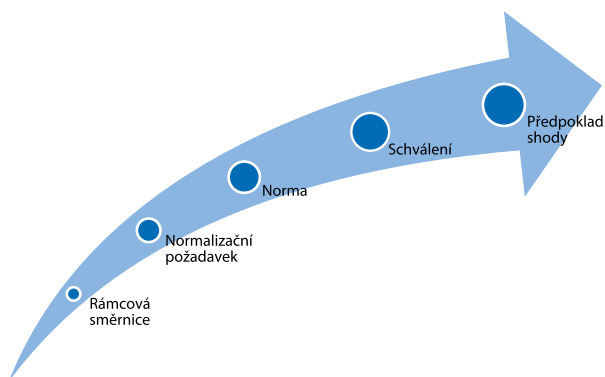 Předpoklad
shody
Schválení
Norma
Normalizační
požadavek
Rámcová
směrnice